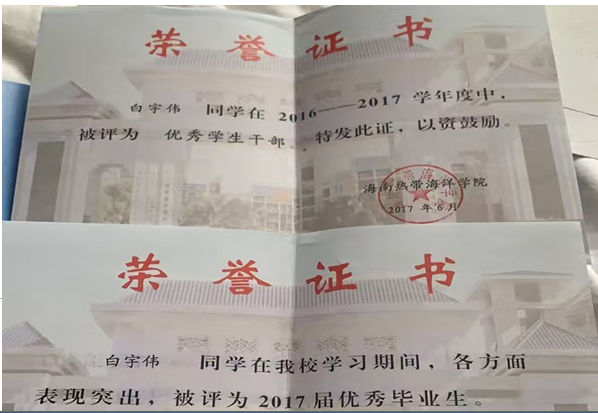 荣誉证书
白宇伟 同学在 2016——2017 学年度中，
被评为 优秀学生干部 ，特发此证，以资鼓励。
海南热带海洋学院
2017 年 6 月
荣誉证书
白宇伟 同学在我校学习期间，各方面
表现突出，被评为 2017 届优秀毕业生。